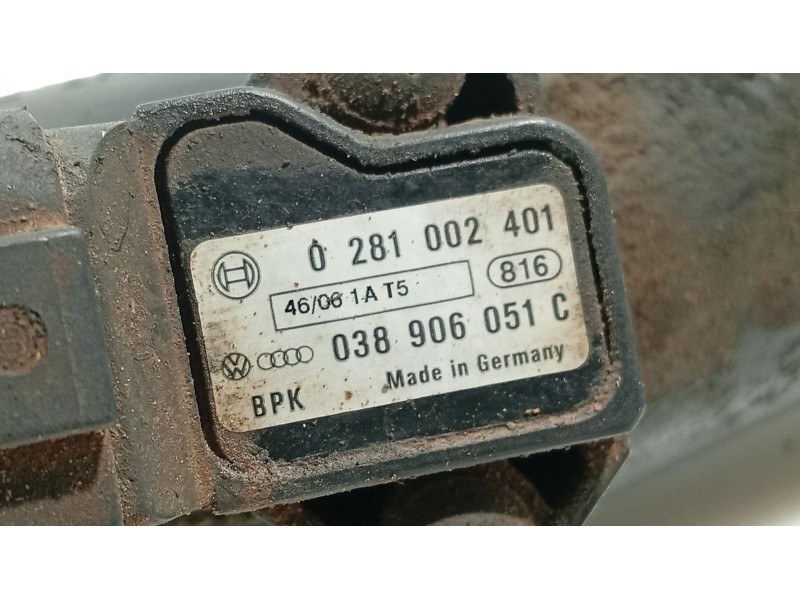 0 281 002 401
46/06 1A T5 816
038 906 051 C
BPK Made in Germany